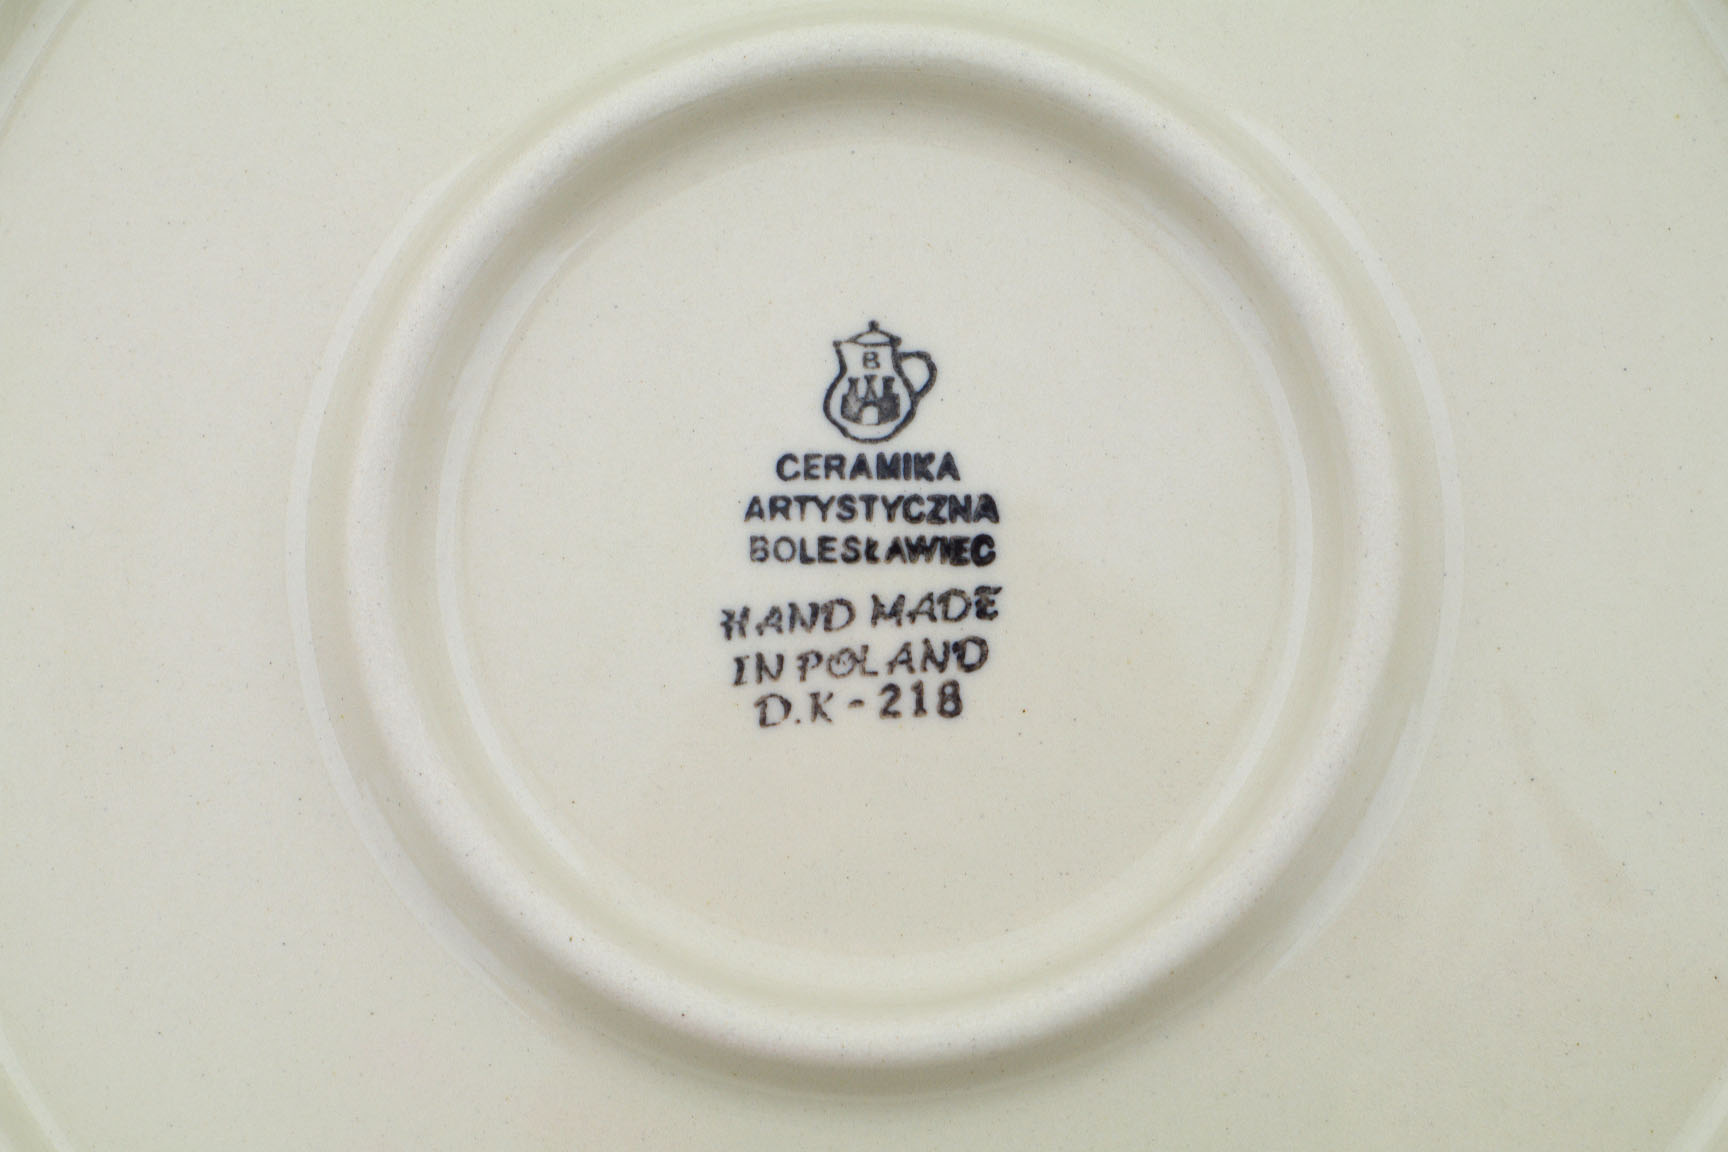 B
CERAMIKA
ARTYSTYCZNA
BOLESŁAWIEC
HAND MADE
IN POLAND
D.K - 218